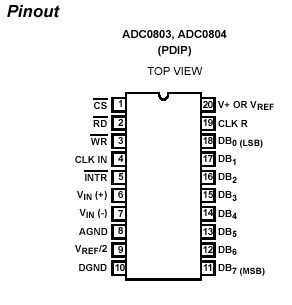 Pinout
ADC0803, ADC0804
(PDIP)
TOP VIEW
CS 1 20 V+ OR VREF
RD 2 19 CLK R
WR 3 18 DB0 (LSB)
CLK IN 4 17 DB1
INTR 5 16 DB2
VIN (+) 6 15 DB3
VIN (-) 7 14 DB4
AGND 8 13 DB5
VREF/2 9 12 DB6
DGND 10 11 DB7 (MSB)